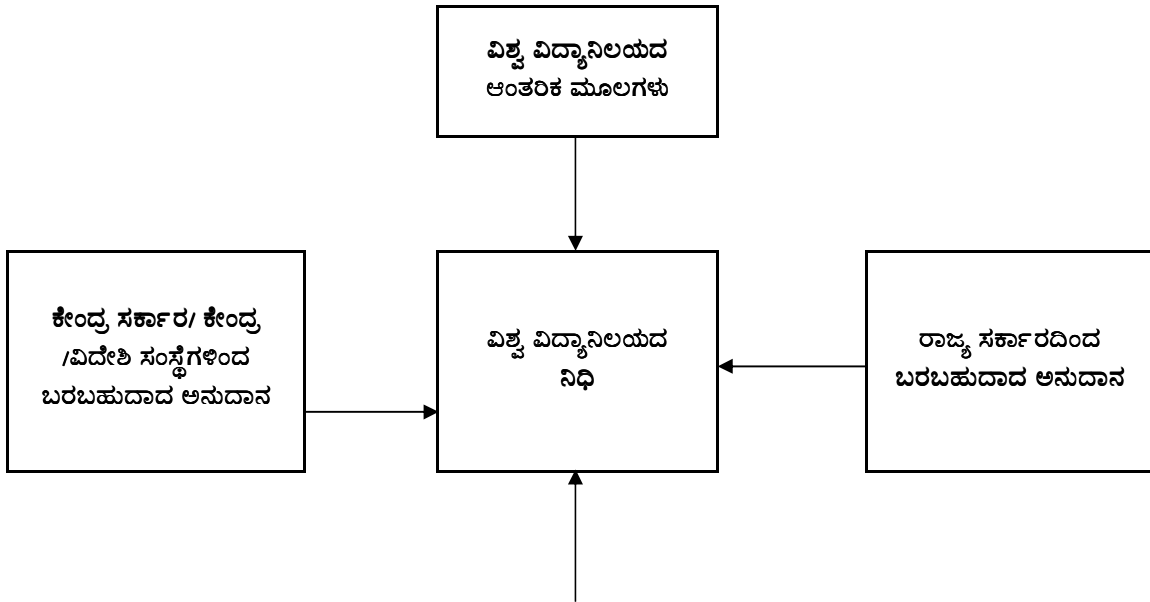 ವಿಶ್ವ ವಿದ್ಯಾನಿಲಯದ
ಆಂತರಿಕ ಮೂಲಗಳು
ಕೇಂದ್ರ ಸರ್ಕಾರ/ ಕೇಂದ್ರ
/ವಿದೇಶಿ ಸಂಸ್ಥೆಗಳಿಂದ
ಬರಬಹುದಾದ ಅನುದಾನ
ವಿಶ್ವ ವಿದ್ಯಾನಿಲಯದ
ನಿಧಿ
ರಾಜ್ಯ ಸರ್ಕಾರದಿಂದ
ಬರಬಹುದಾದ ಅನುದಾನ